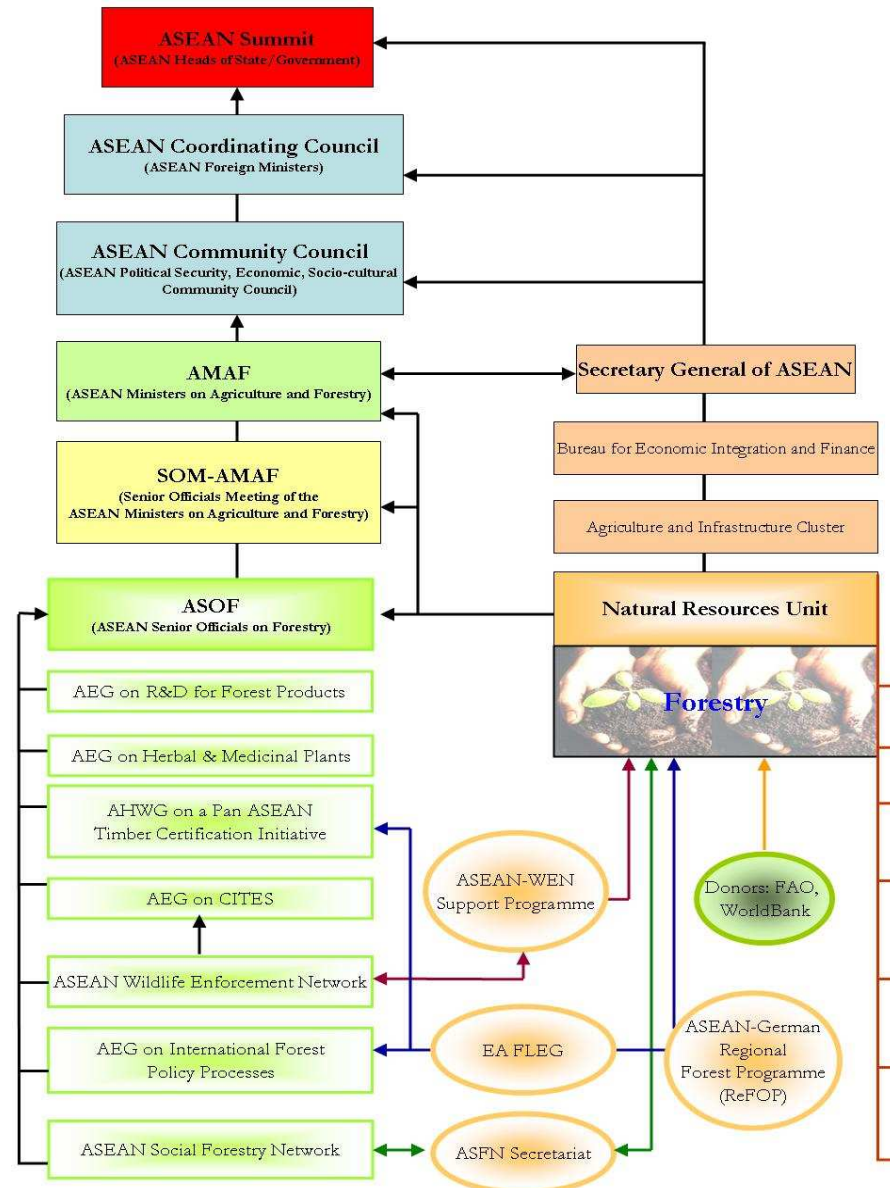 ASEAN Summit
(ASEAN Heads of State/Government)
ASEAN Coordinating Council
(ASEAN Foreign Ministers)
ASEAN Community Council
(ASEAN Political Security, Economic, Socio-cultural
Community Council)
AMAF
(ASEAN Ministers on Agriculture and Forestry)
Secretary General of ASEAN
Bureau for Economic Integration and Finance
SOM-AMAF
(Senior Officials Meeting of the
ASEAN Ministers on Agriculture and Forestry)
Agriculture and Infrastructure Cluster
ASOF
(ASEAN Senior Officials on Forestry)
Natural Resources Unit
Forestry
AEG on R&D for Forest Products
AEG on Herbal & Medicinal Plants
AHWG on a Pan ASEAN
Timber Certification Initiative
AEG on CITES
ASEAN Wildlife Enforcement Network
AEG on International Forest
Policy Processes
ASEAN Social Forestry Network
ASEAN-WEN
Support Programme
Donors: FAO,
WorldBank
EA FLEG
ASEAN-German
Regional
Forest Programme
(ReFOP)
ASFN Secretariat